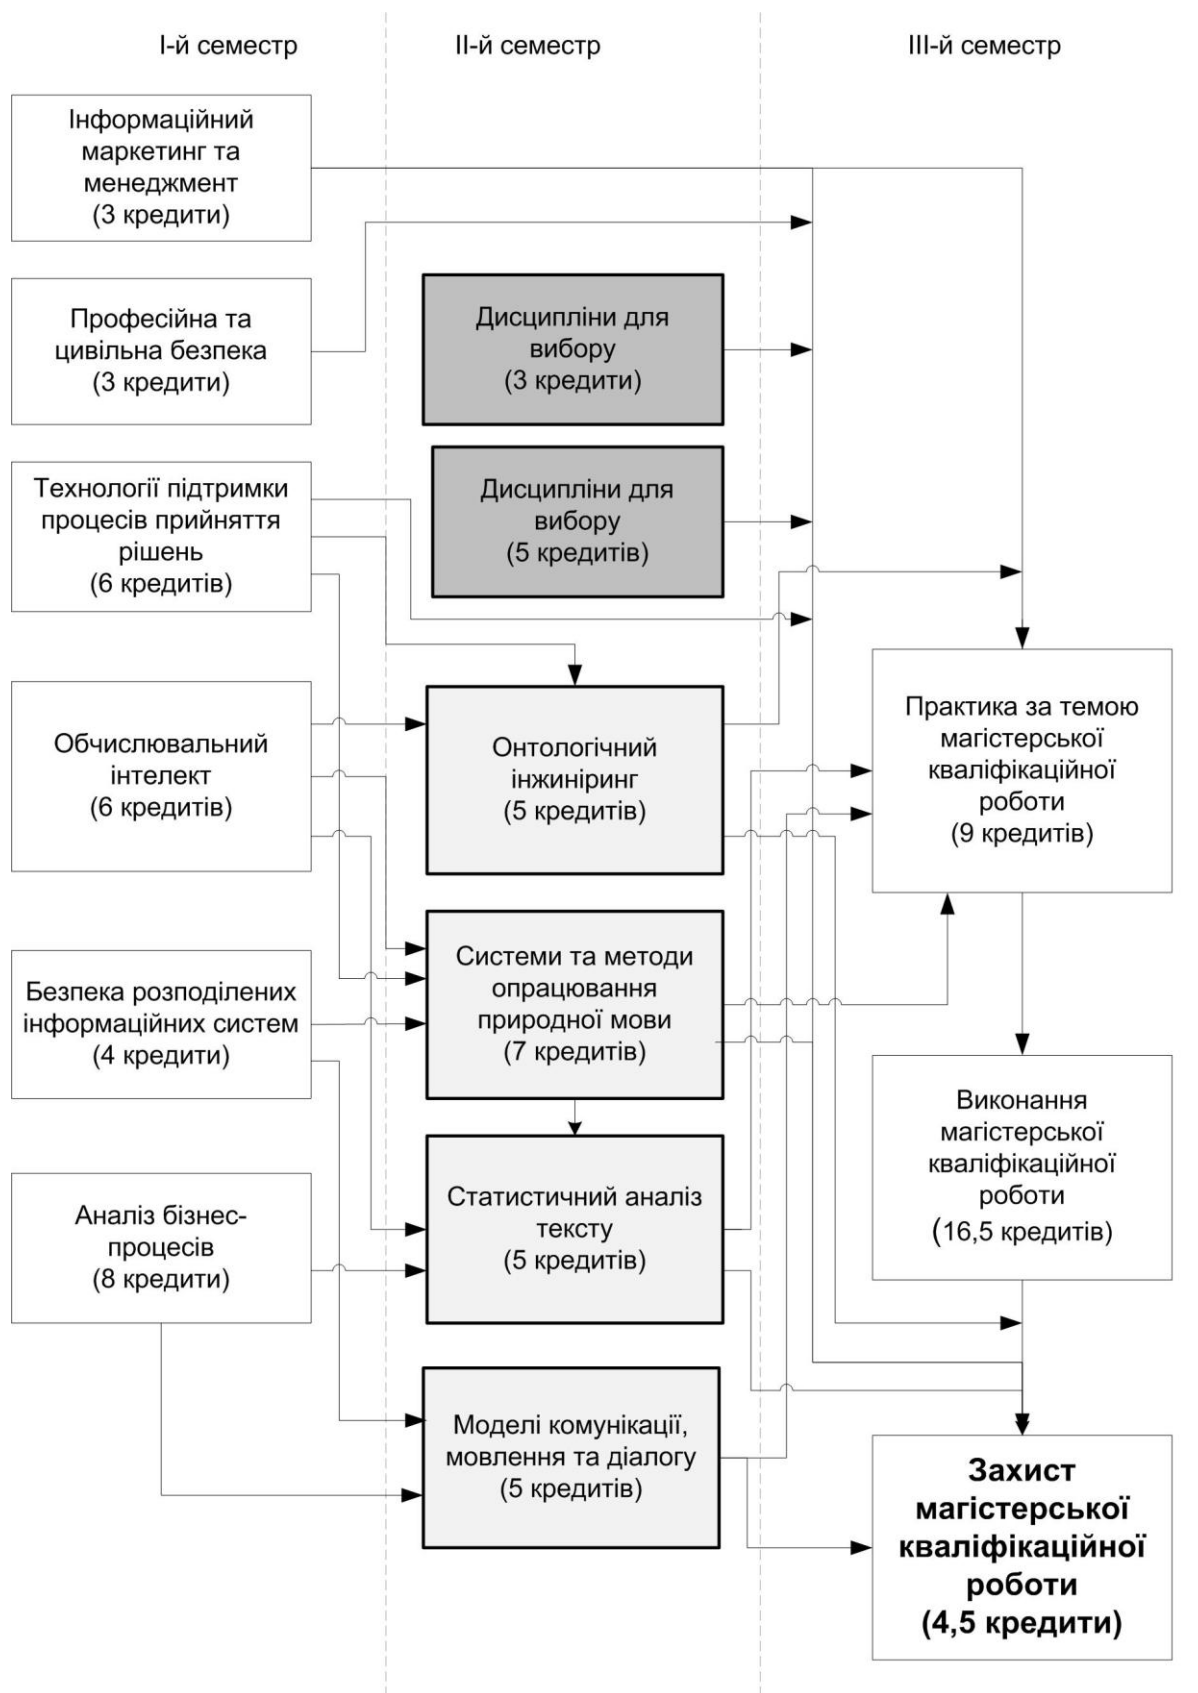 І-й семестр
ІІ-й семестр
ІІІ-й семестр
Інформаційний
маркетинг та
менеджмент
(3 кредити)
Професійна та
цивільна безпека
(3 кредити)
Технології підтримки
процесів прийняття
рішень
(6 кредитів)
Обчислювальний
інтелект
(6 кредитів)
Безпека розподілених
інформаційних систем
(4 кредити)
Аналіз бізнес-
процесів
(8 кредити)
Дисципліни для
вибору
(3 кредити)
Дисципліни для
вибору
(5 кредитів)
Онтологічний
інжиніринг
(5 кредитів)
Системи та методи
опрацювання
природної мови
(7 кредитів)
Статистичний аналіз
тексту
(5 кредитів)
Моделі комунікації,
мовлення та діалогу
(5 кредитів)
Практика за темою
магістерської
кваліфікаційної
роботи
(9 кредитів)
Виконання
магістерської
кваліфікаційної
роботи
(16,5 кредитів)
Захист
магістерської
кваліфікаційної
роботи
(4,5 кредити)